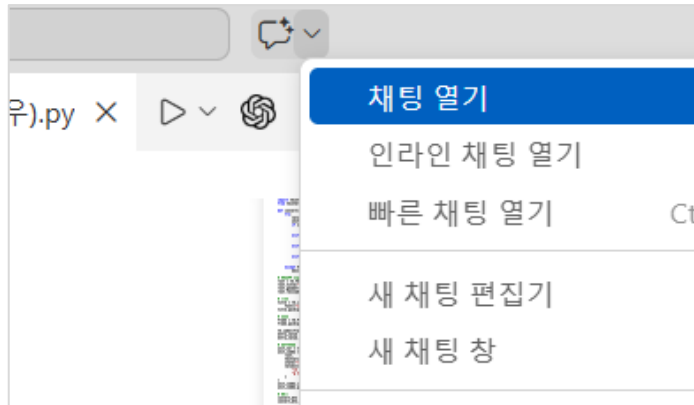 우).py
채팅 열기
인라인 채팅 열기
빠른 채팅 열기
새 채팅 편집기
새 채팅 창